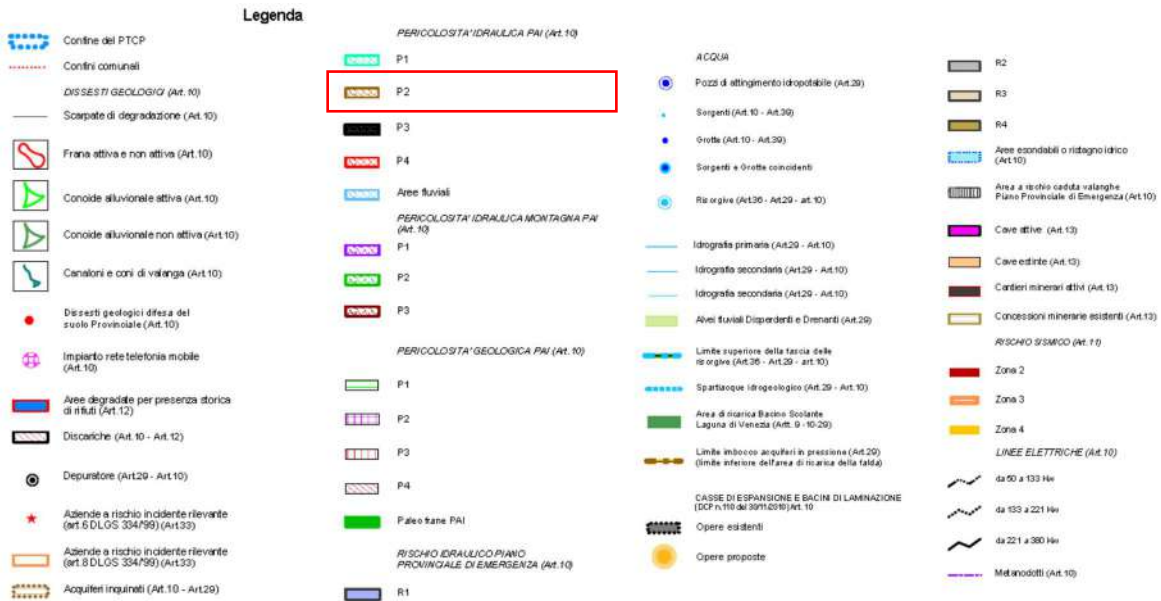 Legenda
Confine del PTCP
Confini comunali
DISSESTI GEOLOGICI (Art.10)
Scarpate di degradazione (Art.10)
Frana attiva e non attiva (Art.10)
Conoide alluvionale attiva (Art.10)
Conoide alluvionale non attiva (Art.10)
Canaloni e coni di valanga (Art.10)
Dissesti geologici difesa del
suolo Provinciale (Art.10)
Impianto rete telefonia mobile
(Art.10)
Aree degradate per presenza storica
di rifiuti (Art.12)
Discariche (Art.10 - Art.12)
Depuratore (Art.29 - Art.10)
Aziende a rischio incidente rilevante
(art.6 DLGS 334/99) (Art33)
Aziende a rischio incidente rilevante
(art.8 DLGS 334/99) (Art33)
Acquiferi inquinati (Art.10 - Art29)
PERICOLOSITA' IDRAULICA PAI (Art.10)
P1
P2
P3
P4
Aree fluviali
PERICOLOSITA' IDRAULICA MONTAGNA PAI
(Art.10)
P1
P2
P3
PERICOLOSITA' GEOLOGICA PAI (Art.10)
P1
P2
P3
P4
Paleo frane PAI
RISCHIO IDRAULICO PIANO
PROVINCIALE DI EMERGENZA (Art.10)
R1
ACQUA
Pozzi di attingimento idropotabile (Art.29)
Sorgenti (Art.10 - Art.39)
Grotte (Art.10 - Art.39)
Sorgenti e Grotte coincidenti
Risorgive (Art.36 - Art.29 - art.10)
Idrografia primaria (Art.29 - Art.10)
Idrografia secondaria (Art.29 - Art.10)
Idrografia secondaria (Art.29 - Art.10)
Alvei fluviali Disperdenti e Drenanti (Art.29)
Limite superiore della fascia delle
risorgive (Art.36 - Art.29 - art.10)
Spartiacque idrogeologico (Art.29 - Art.10)
Area di ricarica Bacino Scolante
Laguna di Venezia (Artt. 9 -10-29)
Limite imbocco acquiferi in pressione (Art.29)
(limite inferiore dell'area di ricarica della falda)
CASSE DI ESPANSIONE E BACINI DI LAMINAZIONE
(DCP n.110 del 30/11/2010) Art. 10
Opere esistenti
Opere proposte
R2
R3
R4
Aree esondabili o ristagno idrico
(Art.10)
Area a rischio caduta valanghe
Piano Provinciale di Emergenza (Art.10)
Cave attive (Art.13)
Cave estinte (Art.13)
Cantieri minerari attivi (Art.13)
Concessioni minerarie esistenti (Art.13)
RISCHIO SISMICO (Art.11)
Zona 2
Zona 3
Zona 4
LINEE ELETTRICHE (Art.10)
da 50 a 133 Kw
da 133 a 221 Kw
da 221 a 380 Kw
Metanodotti (Art.10)